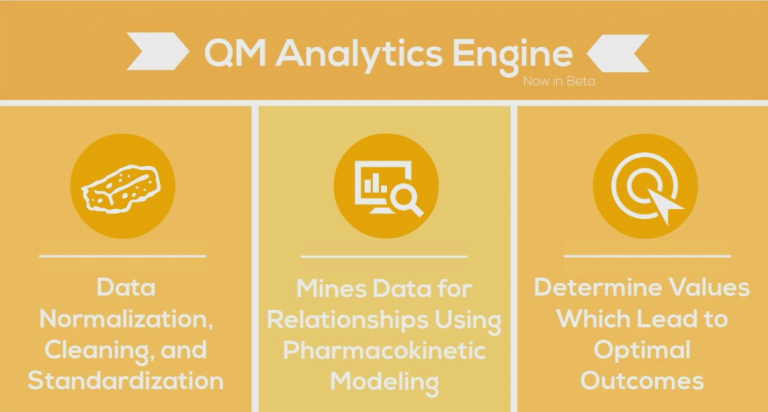 QM Analytics Engine
Now in Beta
Data
Normalization,
Cleaning, and
Standardization
Mines Data for
Relationships Using
Pharmacokinetic
Modeling
Determine Values
Which Lead to
Optimal
Outcomes